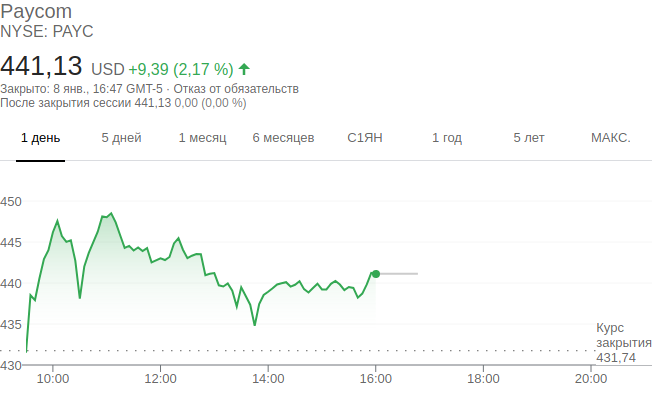 Paycom
NYSE: PAYC
441,13 USD +9,39 (2,17 %)
Закрыто: 8 янв., 16:47 GMT-5 · Отказ от обязательств
После закрытия сессии 441,13 0,00 (0,00 %)
1 день 5 дней 1 месяц 6 месяцев С1ЯН 1 год 5 лет МАКС.
450
445
440
435
430
Курс
закрытия
431,74
10:00 12:00 14:00 16:00 18:00 20:00